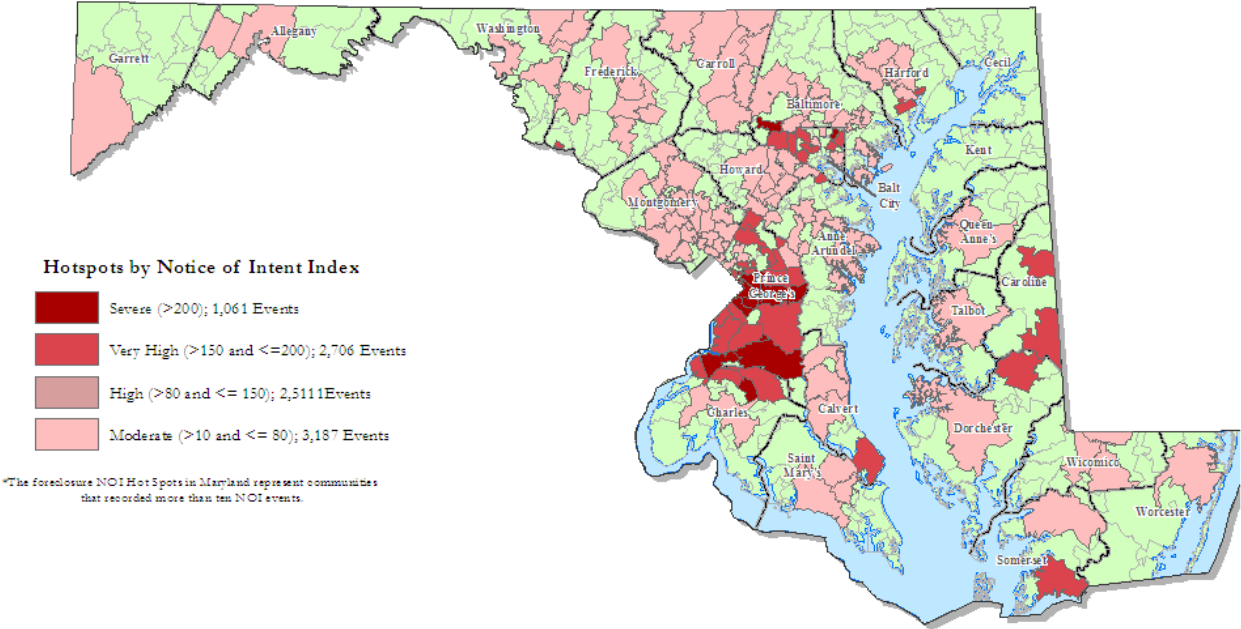 Garrett
Allegany
Washington
Frederick
Carroll
Baltimore
Harford
Cecil
Kent
Howard
Balt
City
Montgomery
Anne
Arundel
Queen
Anne's
Prince
George's
Caroline
Talbot
Charles
Calvert
Dorchester
Saint
Mary's
Wicomico
Worcester
Somerset
Hotspots by Notice of Intent Index
Severe (>200); 1,061 Events
Very High (>150 and <=200); 2,706 Events
High (>80 and <= 150); 2,5111Events
Moderate (>10 and <= 80); 3,187 Events
*The foreclosure NOI Hot Spots in Maryland represent communities
that recorded more than ten NOI events.